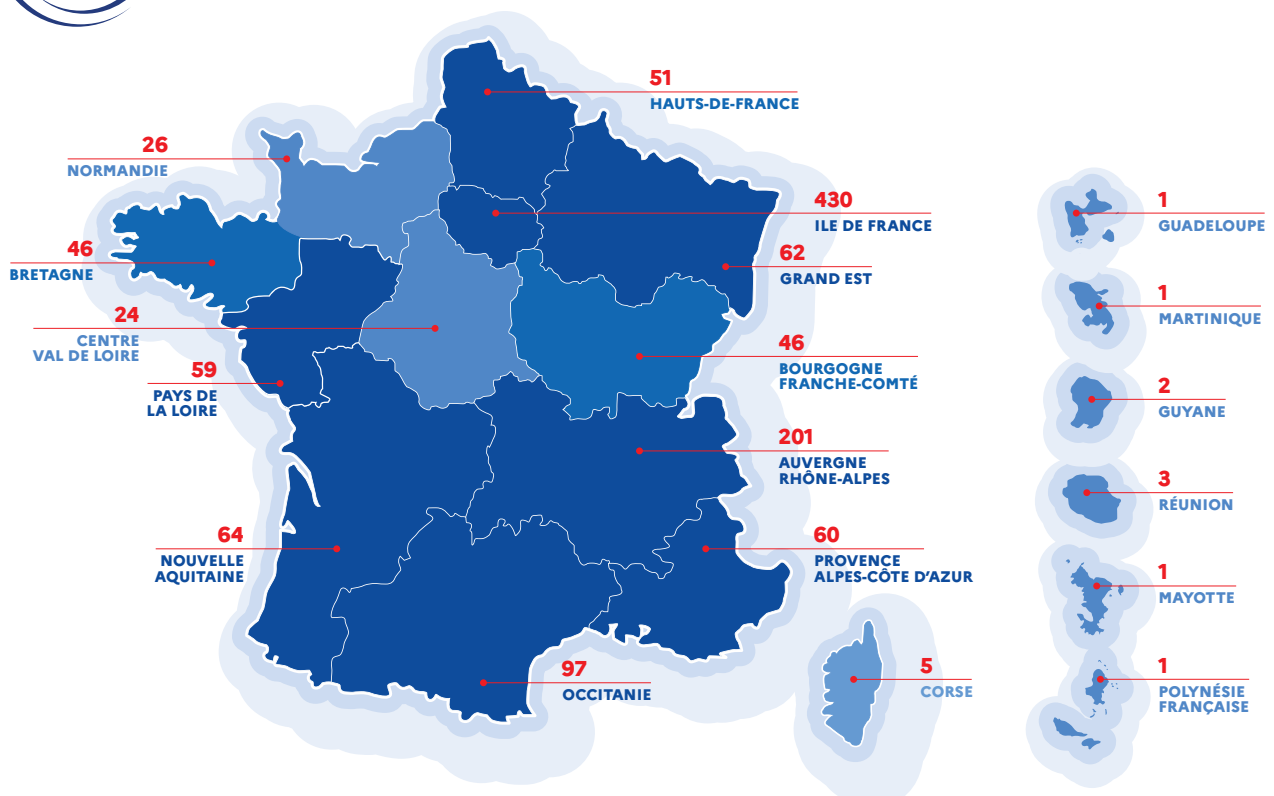 51
HAUTS-DE-FRANCE
26
NORMANDIE
430
ILE DE FRANCE
46
BRETAGNE
62
GRAND EST
24
CENTRE
VAL DE LOIRE
46
BOURGOGNE
FRANCHE-COMTÉ
59
PAYS DE
LA LOIRE
201
AUVERGNE
RHÔNE-ALPES
64
NOUVELLE
AQUITAINE
60
PROVENCE
ALPES-CÔTE D'AZUR
97
OCCITANIE
5
CORSE
1
GUADELOUPE
1
MARTINIQUE
2
GUYANE
3
RÉUNION
1
MAYOTTE
1
POLYNÉSIE
FRANÇAISE